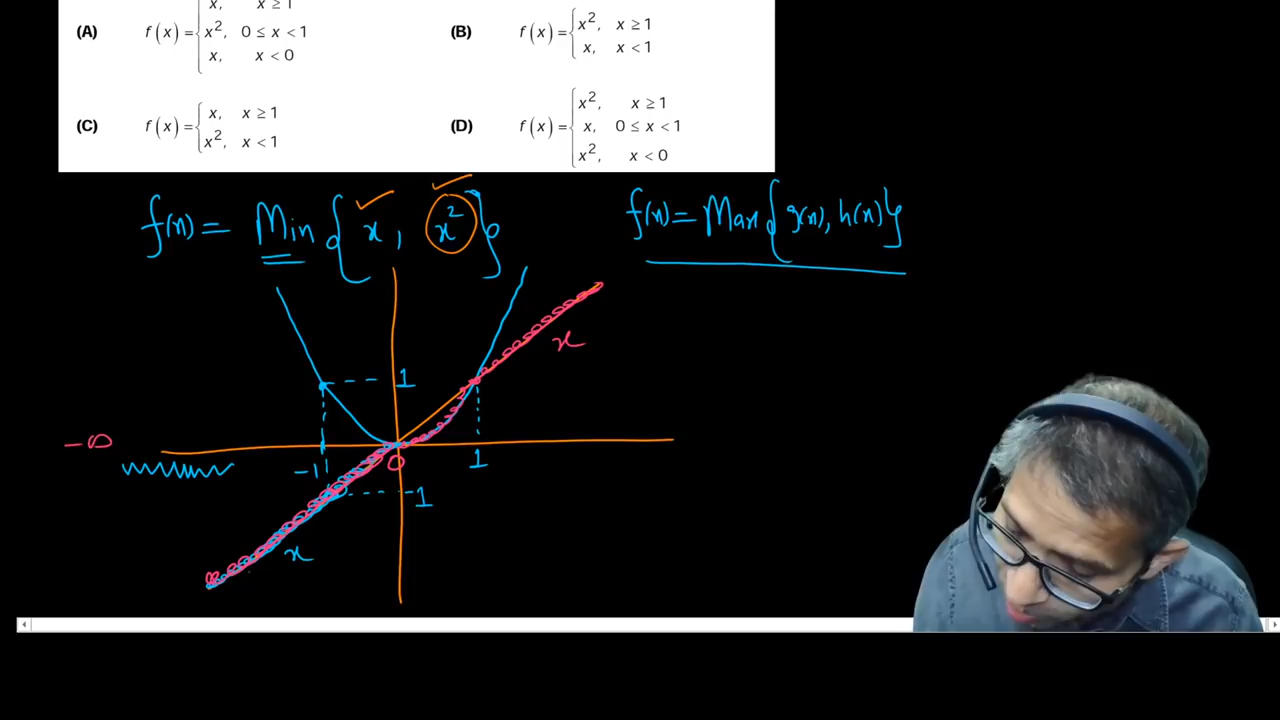 x, x ≥ 1
(A) f(x) = { x², 0 ≤ x < 1
x, x < 0
(B) f(x) = { x², x ≥ 1
x, x < 1
(C) f(x) = { x, x ≥ 1
x², x < 1
(D) f(x) = { x², x ≥ 1
x, 0 ≤ x < 1
x², x < 0
f(x) = Min { x, x² }
f(x) = Max { g(x), h(x) }
x
1
-∞
-1
0
1
-1
x